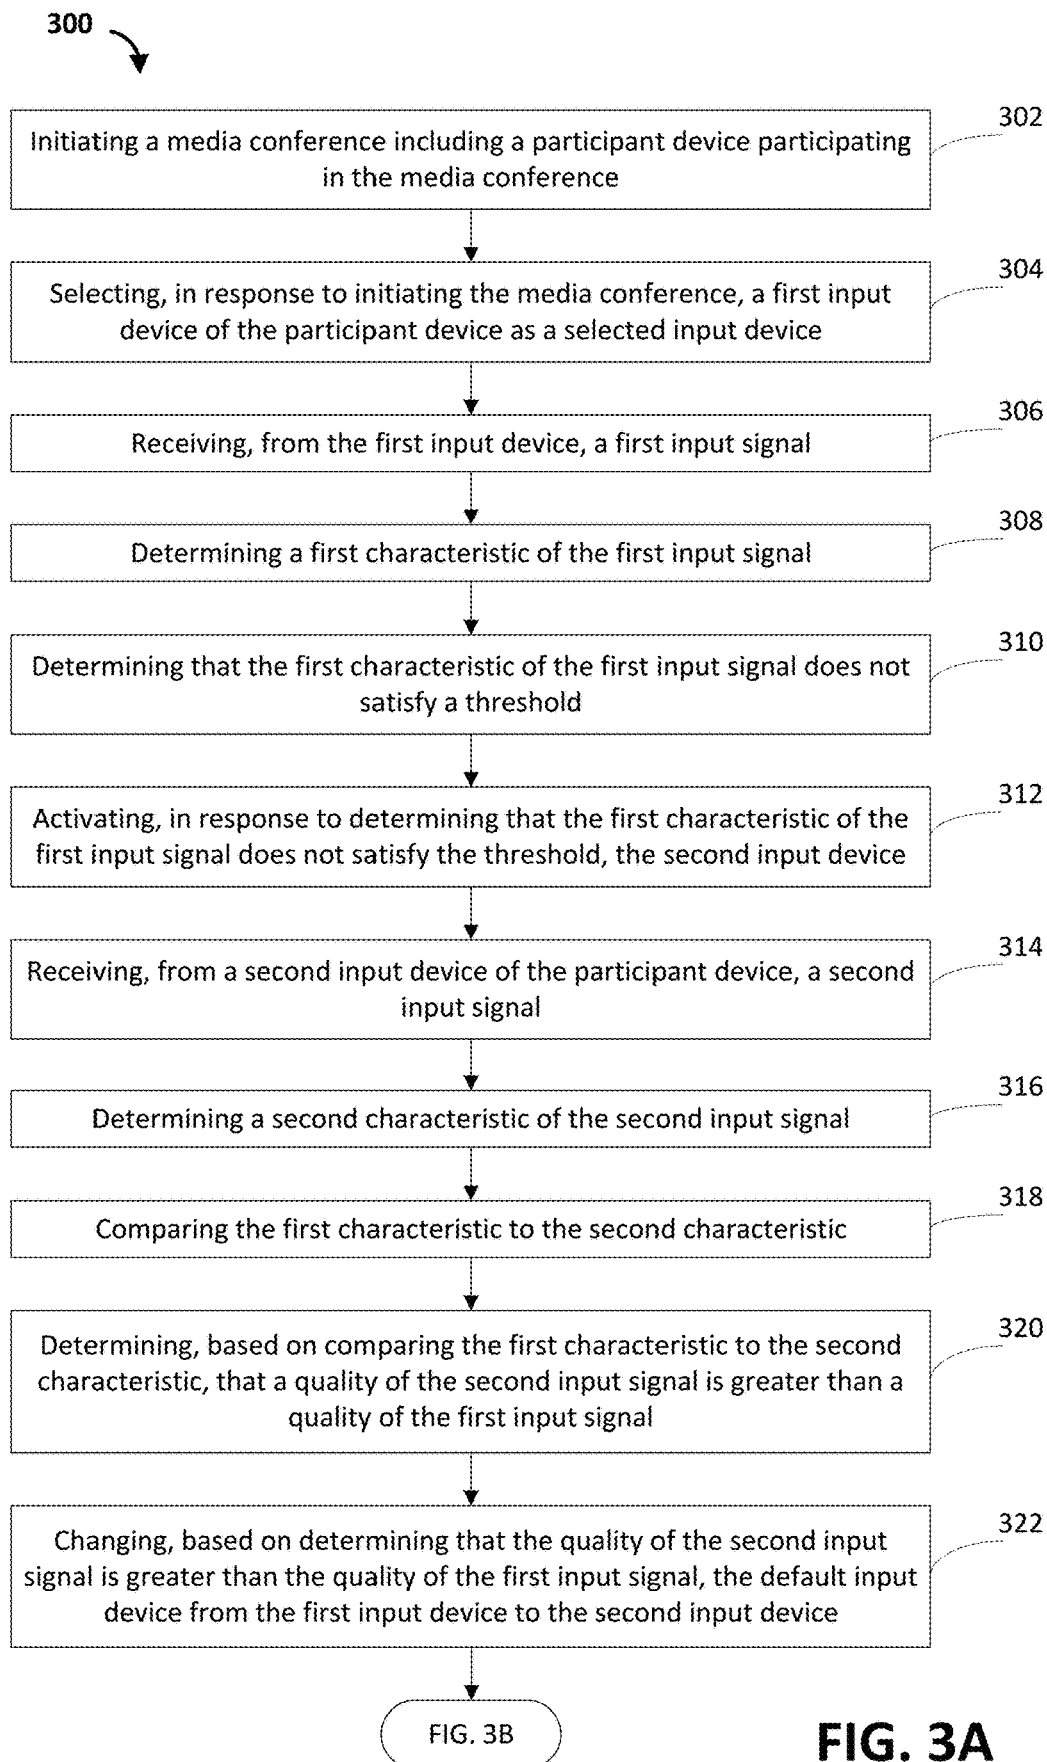 300
302
Initiating a media conference including a participant device participating
in the media conference
304
Selecting, in response to initiating the media conference, a first input
device of the participant device as a selected input device
306
Receiving, from the first input device, a first input signal
308
Determining a first characteristic of the first input signal
310
Determining that the first characteristic of the first input signal does not
satisfy a threshold
312
Activating, in response to determining that the first characteristic of the
first input signal does not satisfy the threshold, the second input device
314
Receiving, from a second input device of the participant device, a second
input signal
316
Determining a second characteristic of the second input signal
318
Comparing the first characteristic to the second characteristic
320
Determining, based on comparing the first characteristic to the second
characteristic, that a quality of the second input signal is greater than a
quality of the first input signal
322
Changing, based on determining that the quality of the second input
signal is greater than the quality of the first input signal, the default input
device from the first input device to the second input device
FIG. 3B
FIG. 3A